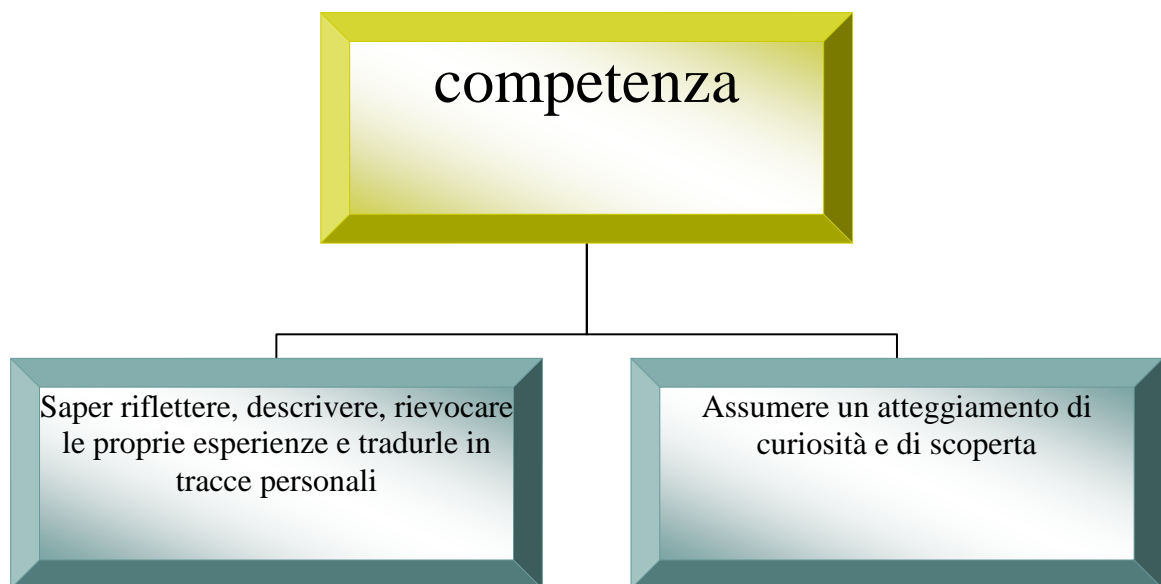 competenza
Saper riflettere, descrivere, rievocare
le proprie esperienze e tradurle in
tracce personali
Assumere un atteggiamento di
curiosità e di scoperta